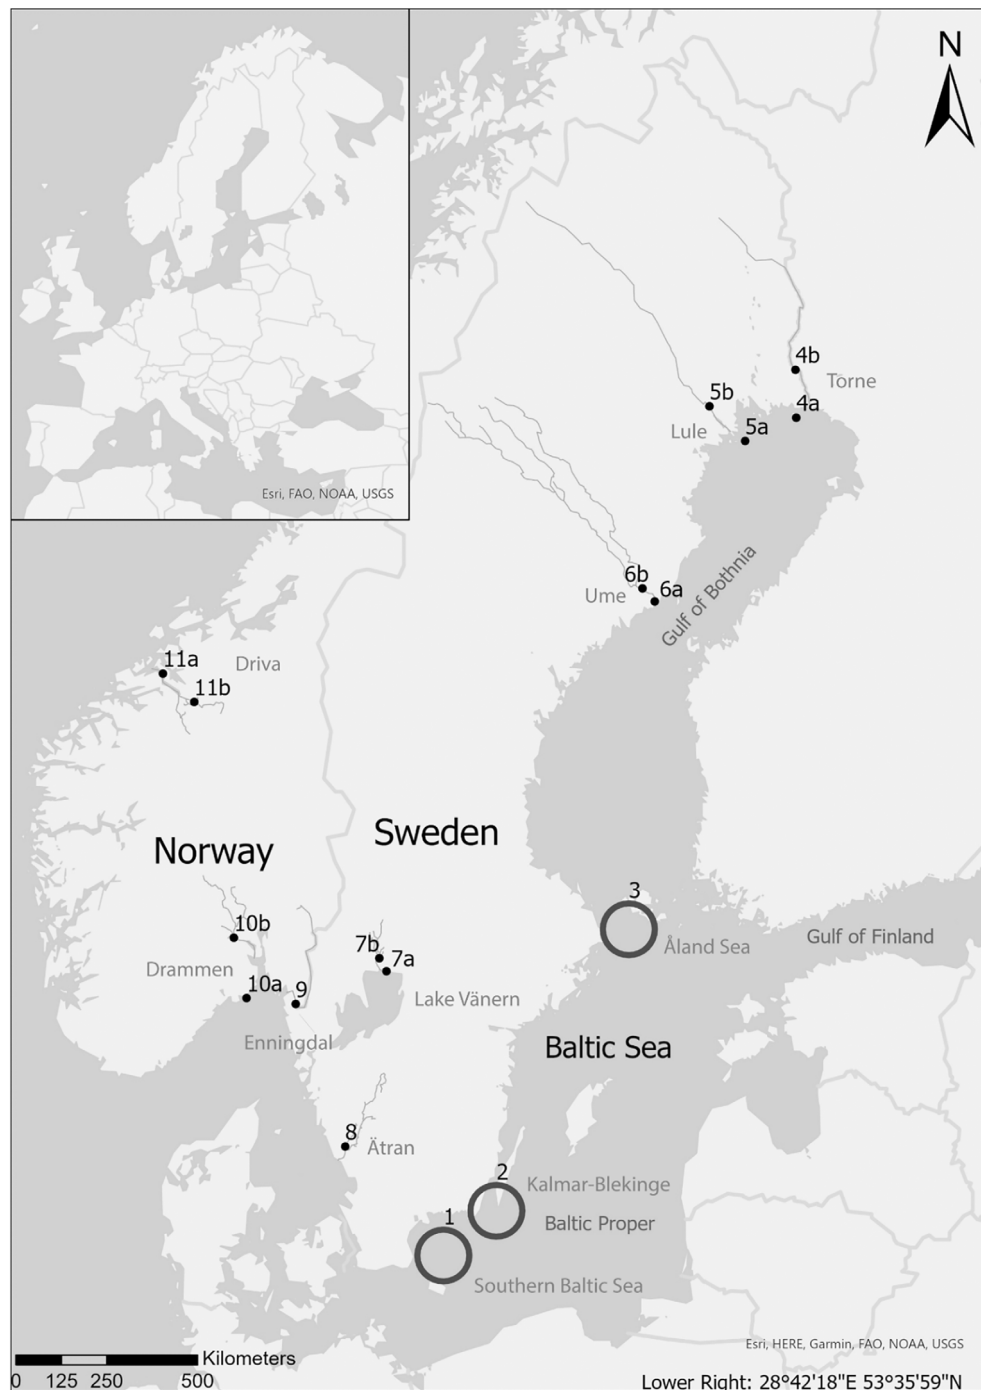 N
Esri, FAO, NOAA, USGS
4b
Torne
5b
4a
Lule
5a
6b
Ume
6a
Gulf of Bothnia
11a
Driva
11b
Sweden
Norway
3
10b
Gulf of Finland
Åland Sea
7b
7a
Drammen
10a
9
Lake Vänern
Enningdal
Baltic Sea
8
Ätran
2
Kalmar-Blekinge
1
Baltic Proper
Southern Baltic Sea
Esri, HERE, Garmin, FAO, NOAA, USGS
Kilometers
0 125 250 500
Lower Right: 28°42'18"E 53°35'59"N